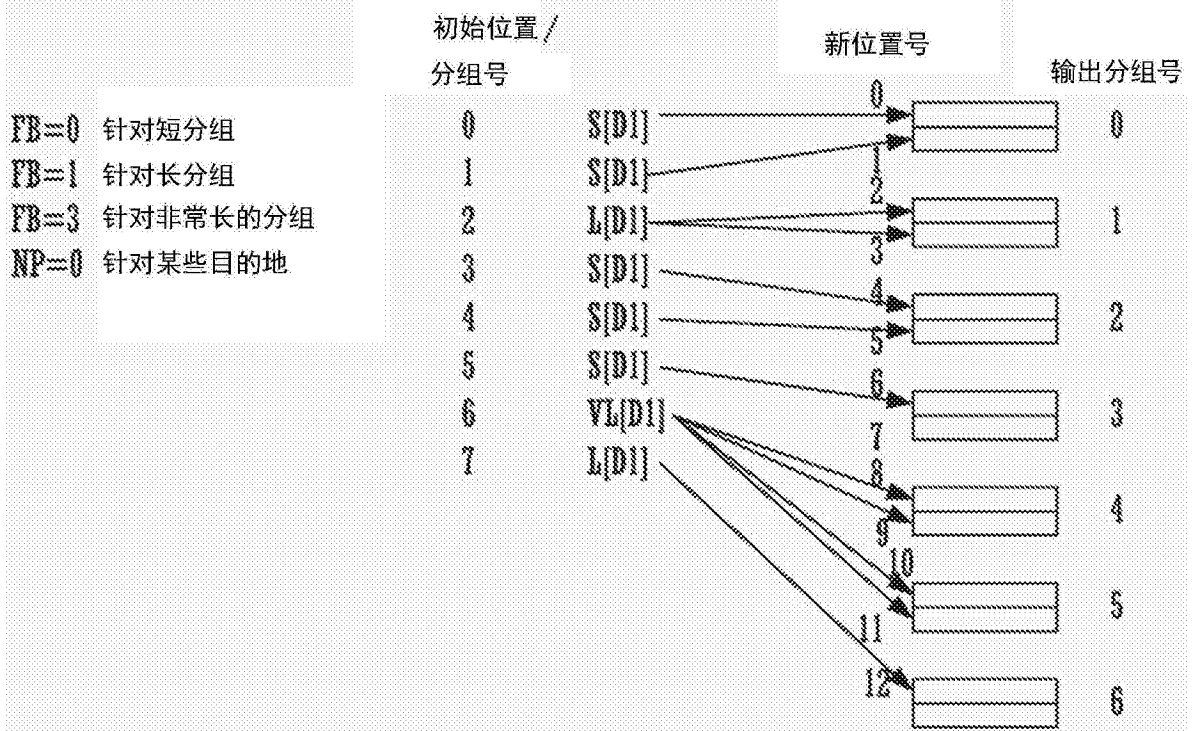 初始位置/
分组号
新位置号
输出分组号
FB=0 针对短分组
FB=1 针对长分组
FB=3 针对非常长的分组
NP=0 针对某些目的地
0 S[D1] 0 0
1 S[D1] 1
2 L[D1] 2 1
3 S[D1] 3
4 S[D1] 4 2
5 S[D1] 5
6 VL[D1] 6 3
7 L[D1] 7
8 4
9
10
11 5
12 6